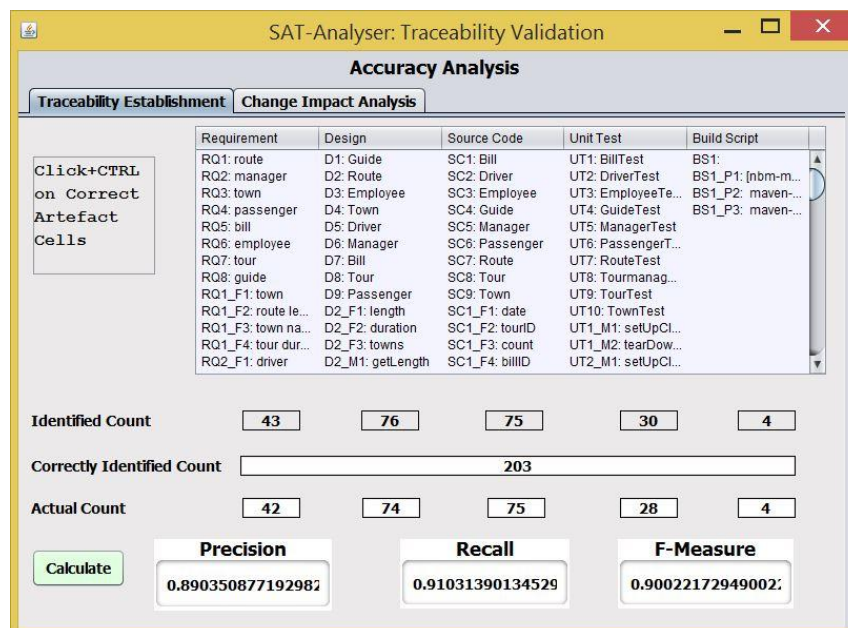 SAT-Analyser: Traceability Validation
Accuracy Analysis
Traceability Establishment Change Impact Analysis
Click+CTRL
on Correct
Artefact
Cells
Requirement Design Source Code Unit Test Build Script
RQ1: route D1: Guide SC1: Bill UT1: BillTest BS1:
RQ2: manager D2: Route SC2: Driver UT2: DriverTest BS1_P1: [nbm-m...
RQ3: town D3: Employee SC3: Employee UT3: EmployeeTe... BS1_P2: maven-...
RQ4: passenger D4: Town SC4: Guide UT4: GuideTest BS1_P3: maven-...
RQ5: bill D5: Driver SC5: Manager UT5: ManagerTest
RQ6: employee D6: Manager SC6: Passenger UT6: PassengerT...
RQ7: tour D7: Bill SC7: Route UT7: RouteTest
RQ8: guide D8: Tour SC8: Tour UT8: Tourmanag...
RQ1_F1: town D9: Passenger SC9: Town UT9: TourTest
RQ1_F2: route le... D2_F1: length SC1_F1: date UT10: TownTest
RQ1_F3: town na... D2_F2: duration SC1_F2: tourID UT1_M1: setUpCl...
RQ1_F4: tour dur... D2_F3: towns SC1_F3: count UT1_M2: tearDow...
RQ2_F1: driver D2_M1: getLength SC1_F4: billID UT2_M1: setUpCl...
Identified Count 43 76 75 30 4
Correctly Identified Count 203
Actual Count 42 74 75 28 4
Calculate
Precision Recall F-Measure
0.890350877192982 0.91031390134529 0.900221729490022